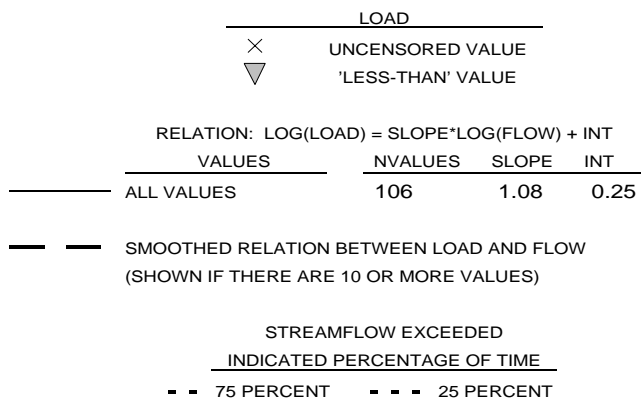 LOAD
UNCENSORED VALUE
'LESS-THAN' VALUE
RELATION: LOG(LOAD) = SLOPE*LOG(FLOW) + INT
VALUES NVALUES SLOPE INT
ALL VALUES 106 1.08 0.25
SMOOTHED RELATION BETWEEN LOAD AND FLOW
(SHOWN IF THERE ARE 10 OR MORE VALUES)
STREAMFLOW EXCEEDED
INDICATED PERCENTAGE OF TIME
75 PERCENT 25 PERCENT